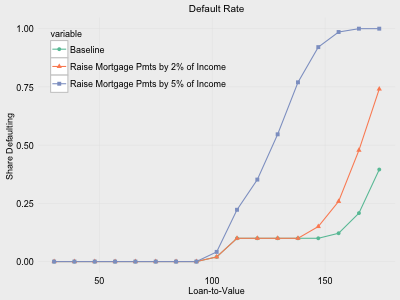 Default Rate
variable
Baseline
Raise Mortgage Pmts by 2% of Income
Raise Mortgage Pmts by 5% of Income
1.00
0.75
0.50
0.25
0.00
Share Defaulting
50 100 150
Loan-to-Value